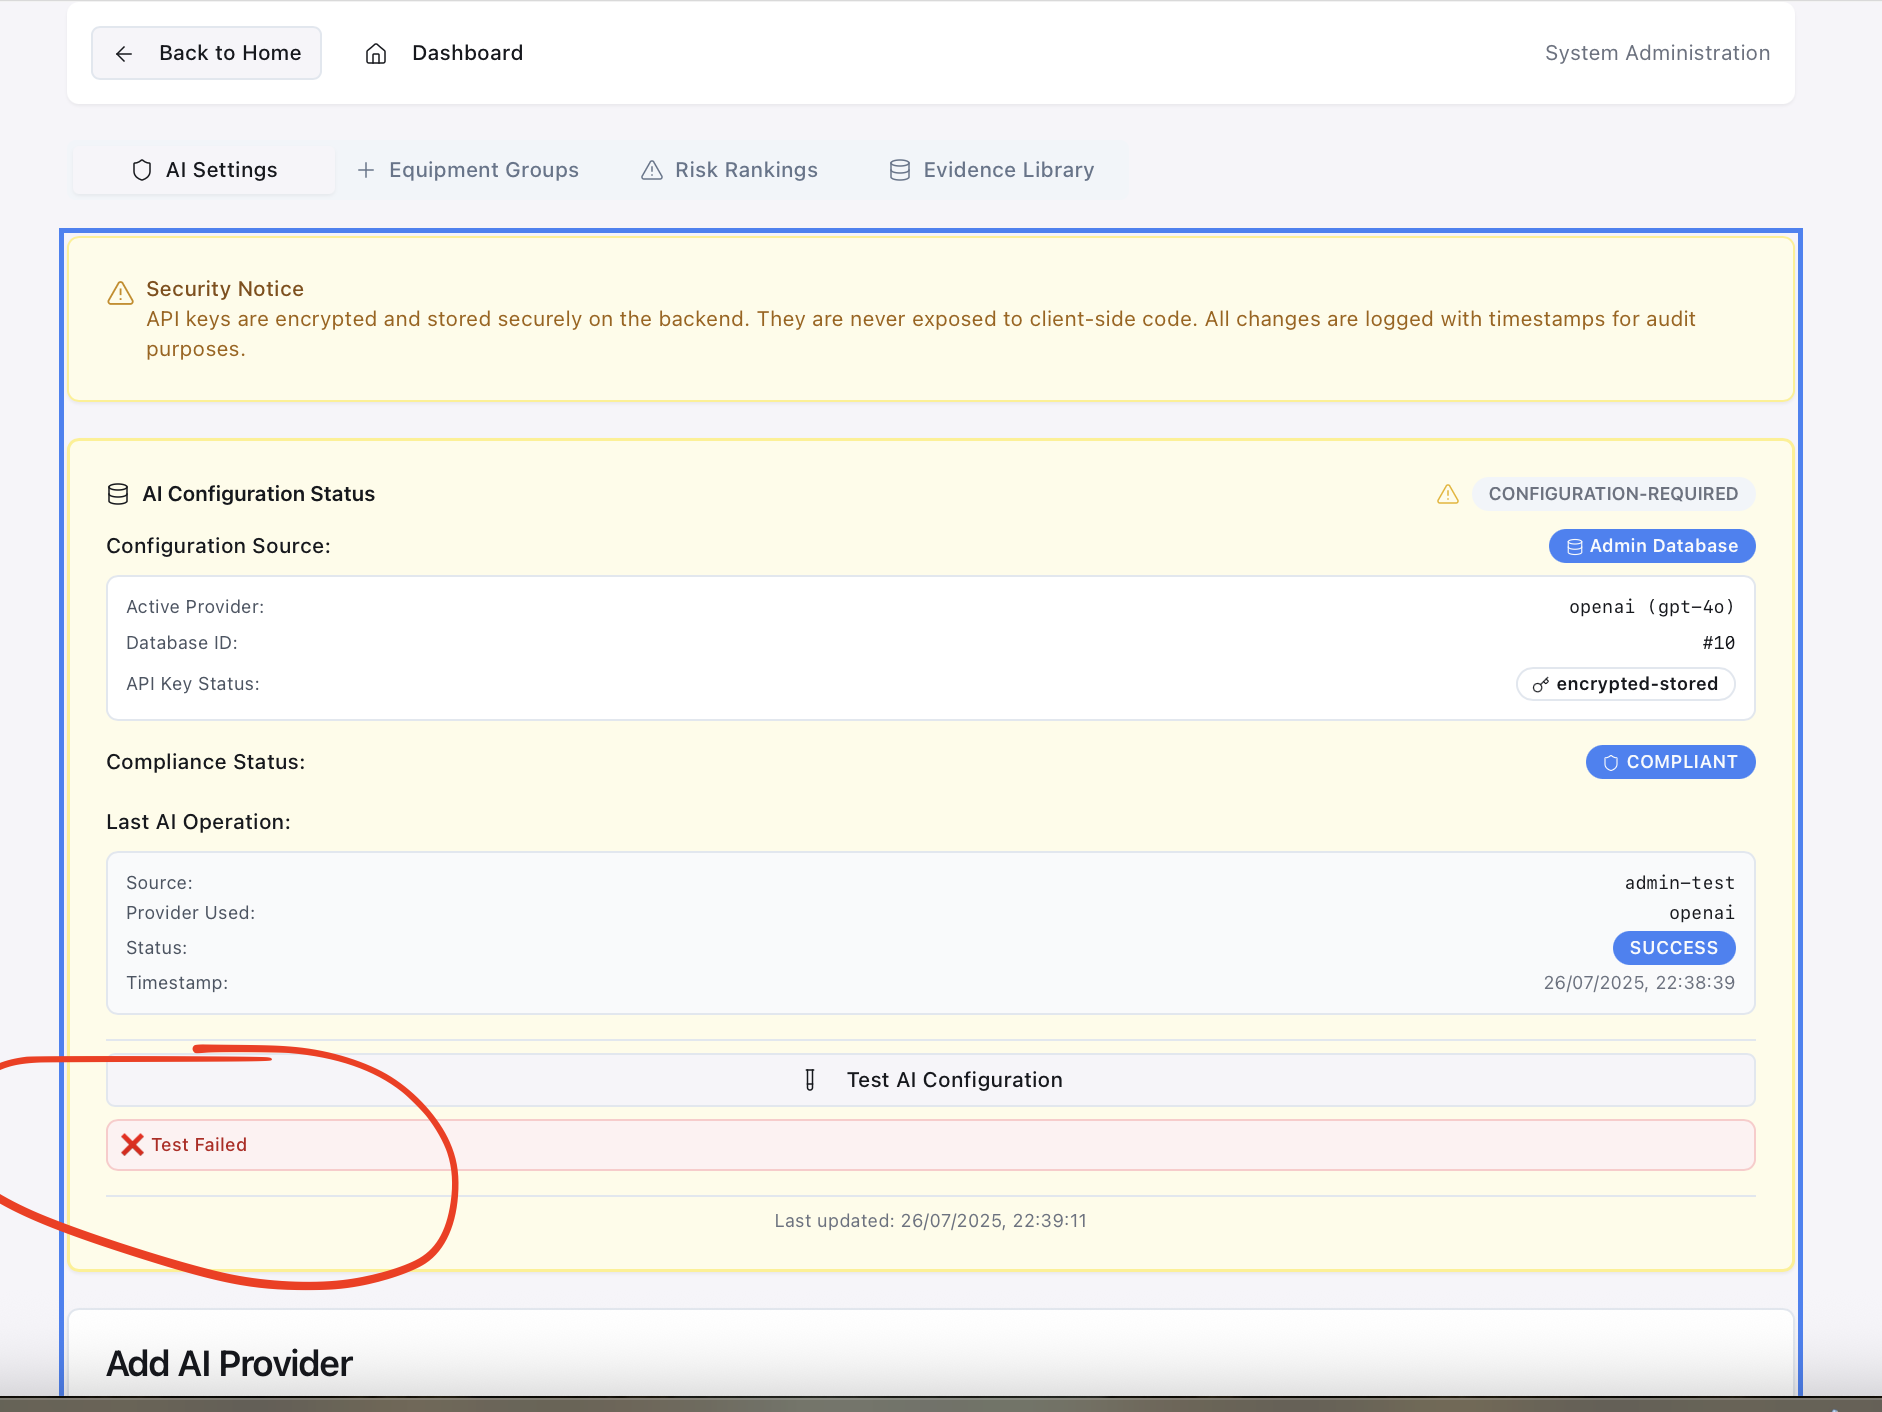 Back to Home
Dashboard
System Administration
AI Settings
Equipment Groups
Risk Rankings
Evidence Library
Security Notice
API keys are encrypted and stored securely on the backend. They are never exposed to client-side code. All changes are logged with timestamps for audit
purposes.
AI Configuration Status
CONFIGURATION-REQUIRED
Configuration Source:
Admin Database
Active Provider:
openai (gpt-4o)
Database ID:
#10
API Key Status:
encrypted-stored
Compliance Status:
COMPLIANT
Last AI Operation:
Source:
admin-test
Provider Used:
openai
Status:
SUCCESS
Timestamp:
26/07/2025, 22:38:39
Test AI Configuration
❌ Test Failed
Last updated: 26/07/2025, 22:39:11
Add AI Provider